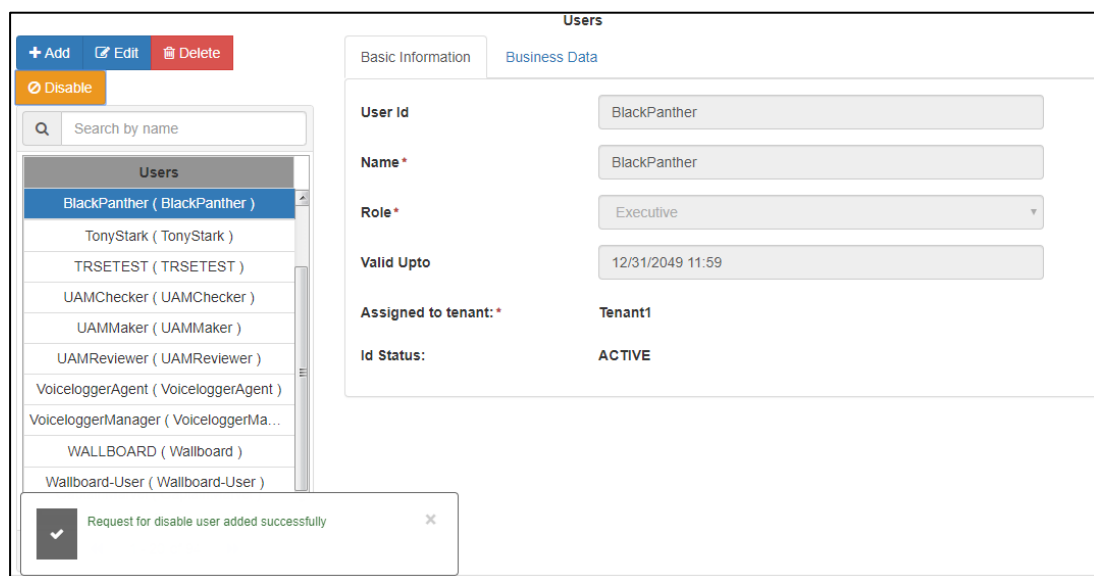 Users
Add
Edit
Delete
Disable
Search by name
Users
BlackPanther ( BlackPanther )
TonyStark ( TonyStark )
TRSETEST ( TRSETEST )
UAMChecker ( UAMChecker )
UAMMaker ( UAMMaker )
UAMReviewer ( UAMReviewer )
VoiceloggerAgent ( VoiceloggerAgent )
VoiceloggerManager ( VoiceloggerMa...
WALLBOARD ( Wallboard )
Wallboard-User ( Wallboard-User )
Request for disable user added successfully
Basic Information
Business Data
User Id
BlackPanther
Name*
BlackPanther
Role*
Executive
Valid Upto
12/31/2049 11:59
Assigned to tenant:*
Tenant1
Id Status:
ACTIVE